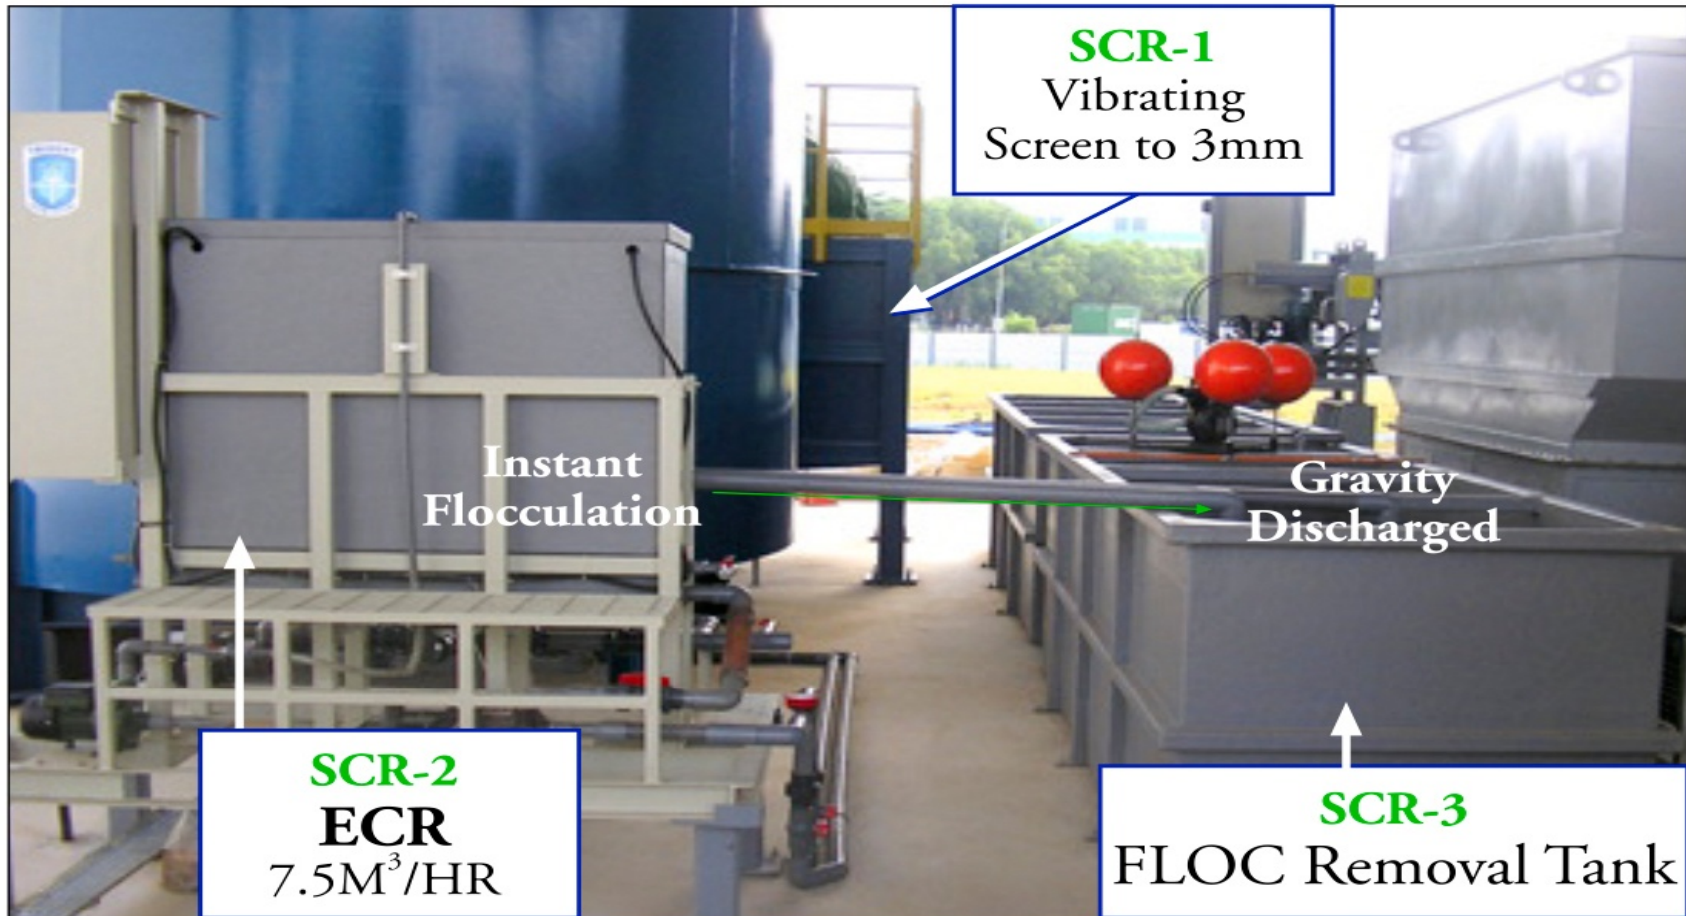 SCR-1
Vibrating
Screen to 3mm
Instant
Flocculation
Gravity
Discharged
SCR-2
ECR
7.5M³/HR
SCR-3
FLOC Removal Tank